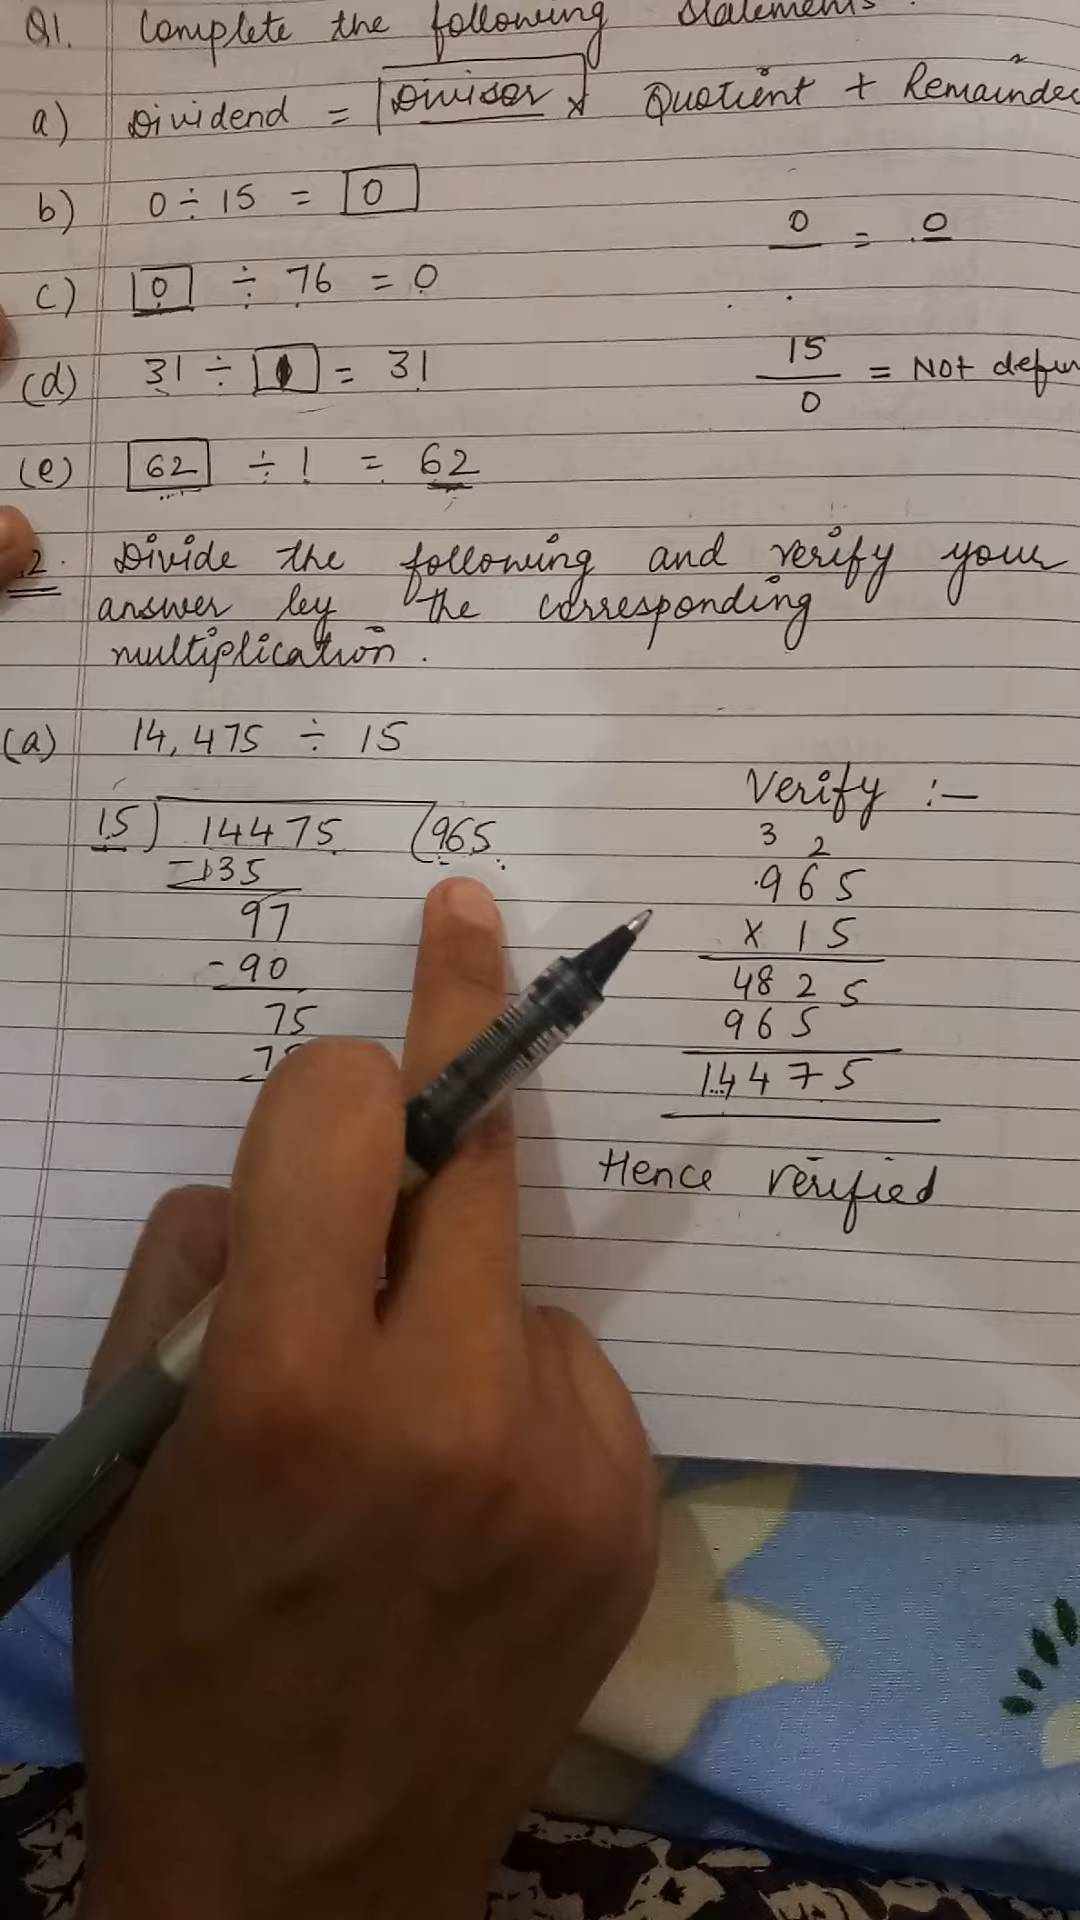 Q1. Complete the following statements.
a) Dividend = Divisor × Quotient + Remainder
b) 0 ÷ 15 = 0
0 = 0
c) 0 ÷ 76 = 0
(d) 31 ÷ 1 = 31
15
0
= Not
(e) 62 ÷ 1 = 62
2. Divide the following and verify your
answer by the corresponding
multiplication.
(a) 14,475 ÷ 15
15) 14475 (965
-135
97
-90
75
Verify :-
3 2
965
× 15
4825
965
14475
Hence verified